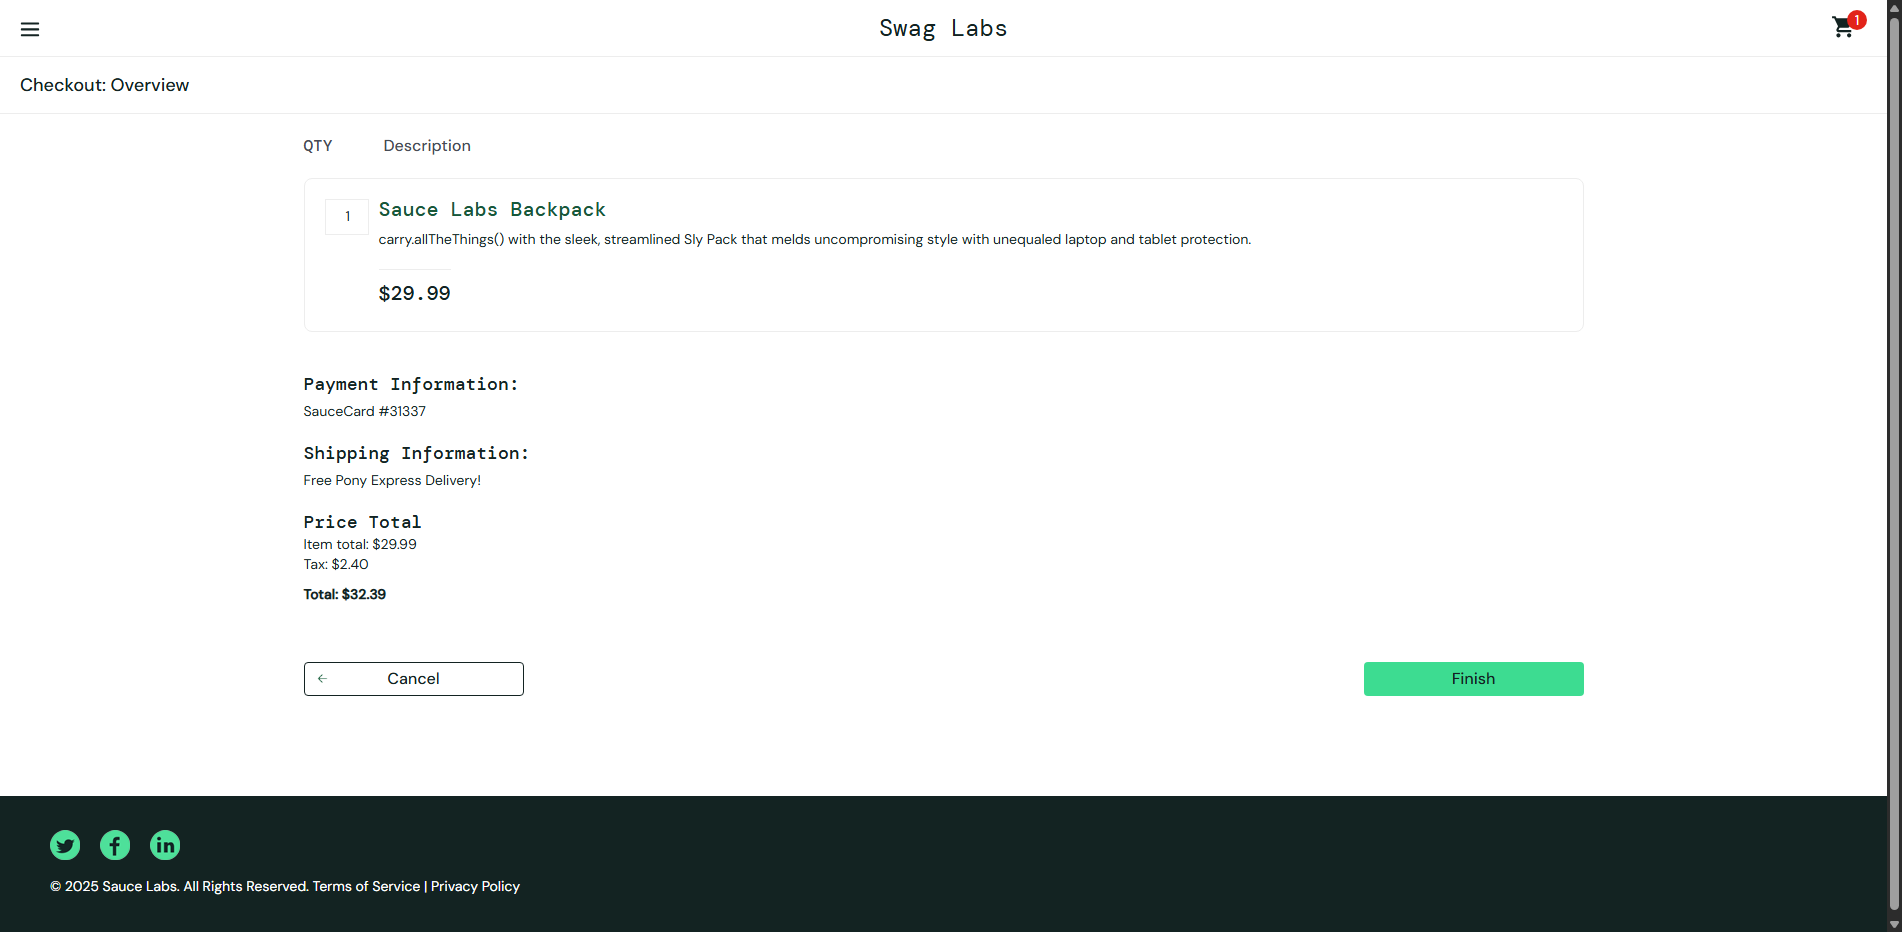 Swag Labs
1
Checkout: Overview
QTY Description
1
Sauce Labs Backpack
carry.allTheThings() with the sleek, streamlined Sly Pack that melds uncompromising style with unequaled laptop and tablet protection.
$29.99
Payment Information:
SauceCard #31337
Shipping Information:
Free Pony Express Delivery!
Price Total
Item total: $29.99
Tax: $2.40
Total: $32.39
Cancel
Finish
© 2025 Sauce Labs. All Rights Reserved. Terms of Service | Privacy Policy